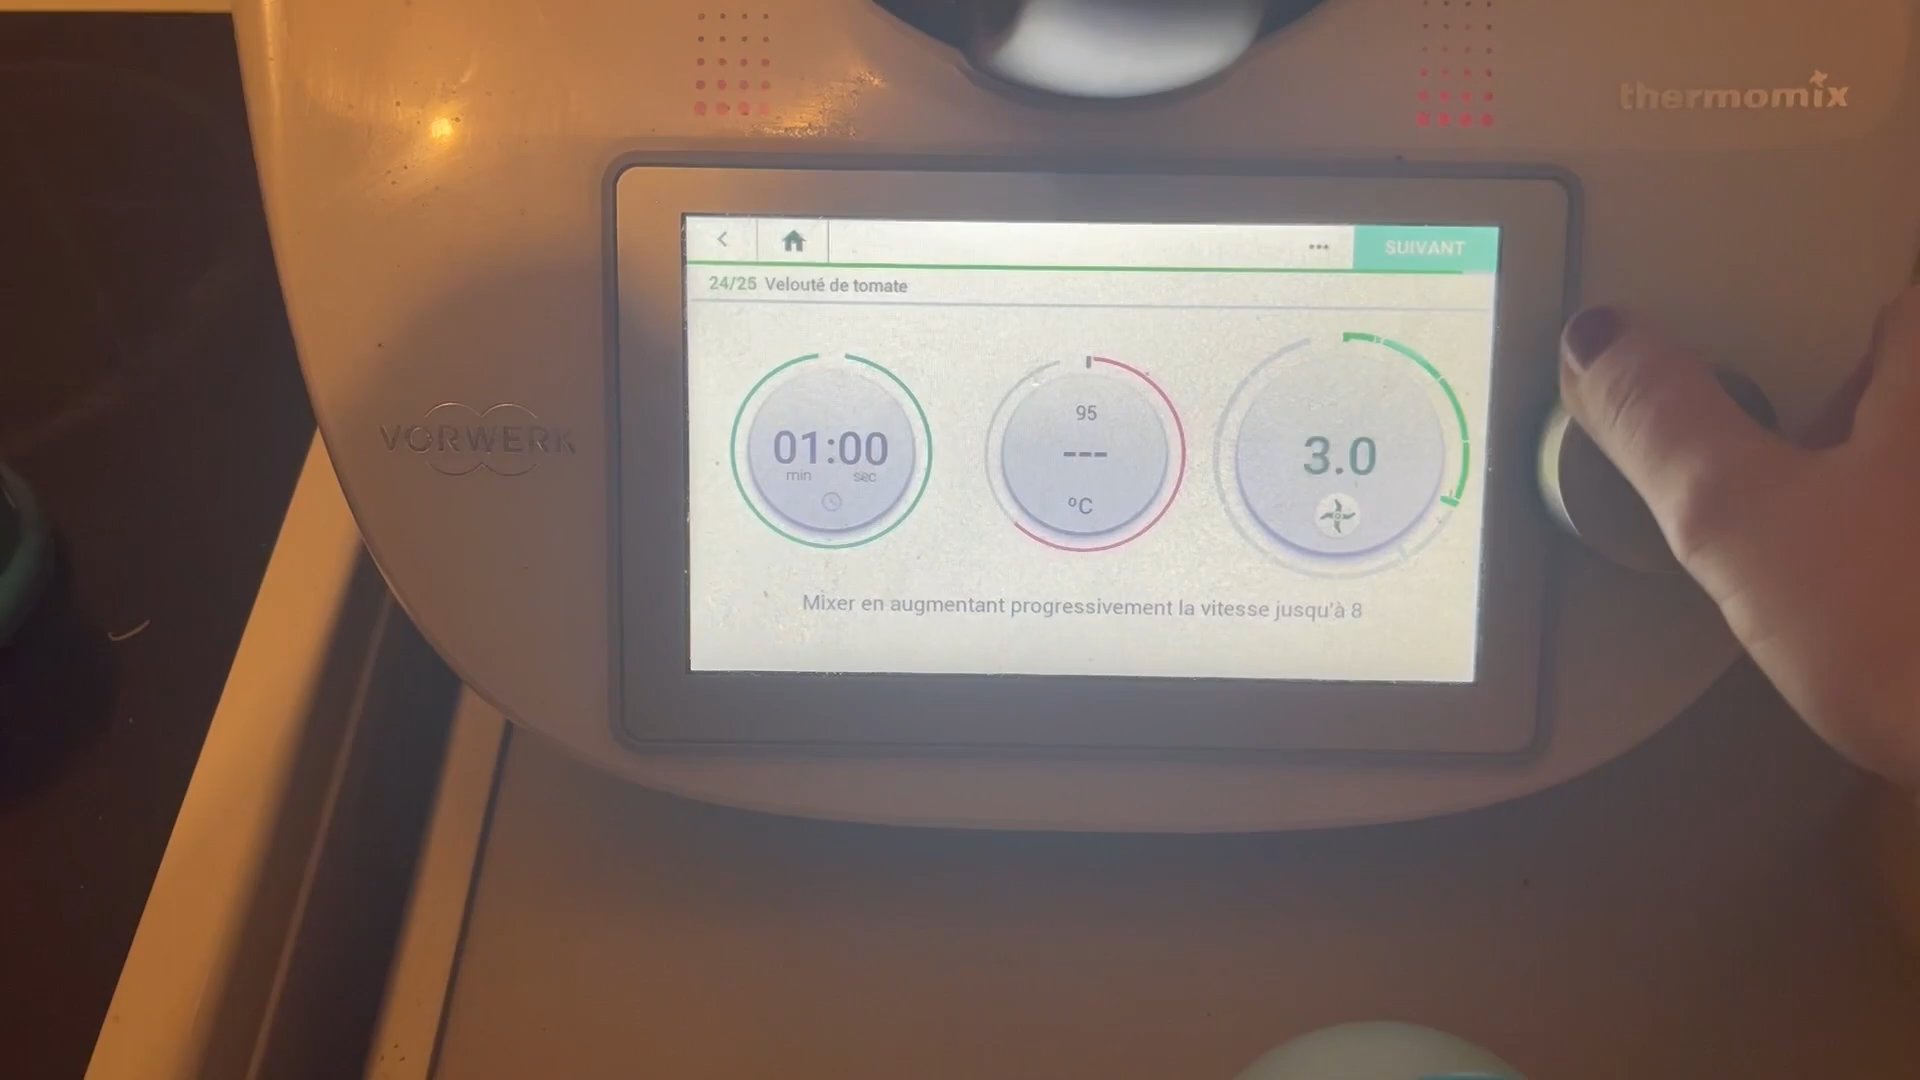 thermomix
SUIVANT
24/25 Velouté de tomate
VORWERK
01:00
min sec
95
---
ºC
3.0
Mixer en augmentant progressivement la vitesse jusqu'à 8